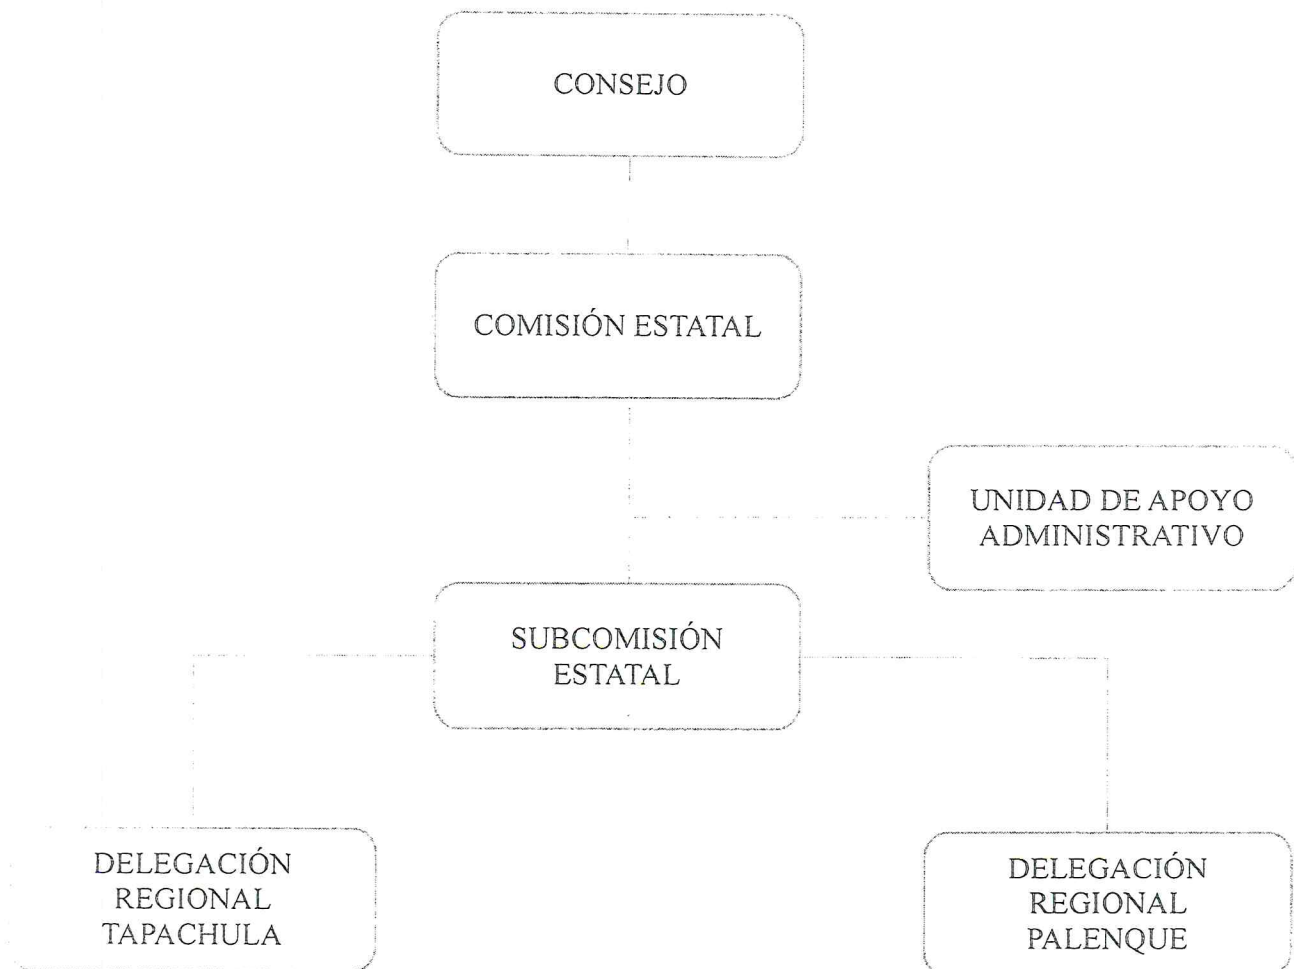 CONSEJO
COMISIÓN ESTATAL
UNIDAD DE APOYO
ADMINISTRATIVO
SUBCOMISIÓN
ESTATAL
DELEGACIÓN
REGIONAL
TAPACHULA
DELEGACIÓN
REGIONAL
PALENQUE